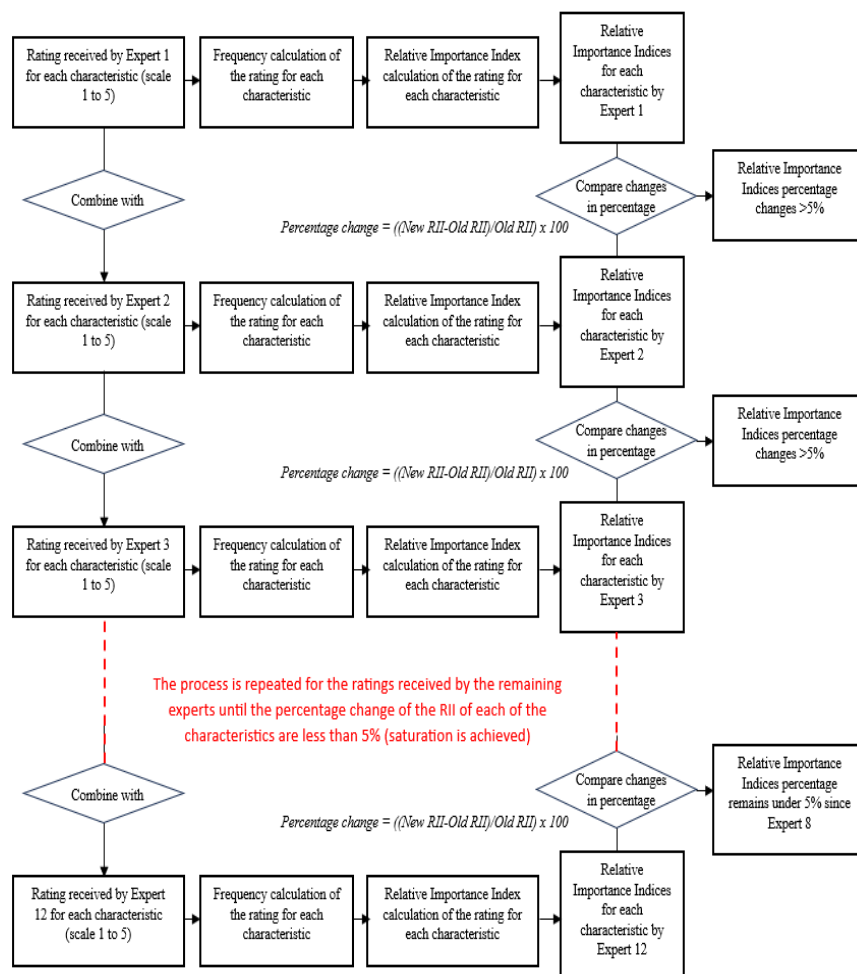 Rating received by Expert 1
for each characteristic (scale
1 to 5)
Frequency calculation of
the rating for each
characteristic
Relative Importance Index
calculation of the rating for
each characteristic
Relative
Importance Indices
for each
characteristic by
Expert 1
Combine with
Compare changes
in percentage
Relative Importance
Indices percentage
changes >5%
Percentage change = ((New RII-Old RII)/Old RII) x 100
Rating received by Expert 2
for each characteristic (scale
1 to 5)
Frequency calculation of
the rating for each
characteristic
Relative Importance Index
calculation of the rating for
each characteristic
Relative
Importance Indices
for each
characteristic by
Expert 2
Combine with
Compare changes
in percentage
Relative Importance
Indices percentage
changes >5%
Percentage change = ((New RII-Old RII)/Old RII) x 100
Rating received by Expert 3
for each characteristic (scale
1 to 5)
Frequency calculation of
the rating for each
characteristic
Relative Importance Index
calculation of the rating for
each characteristic
Relative
Importance Indices
for each
characteristic by
Expert 3
The process is repeated for the ratings received by the remaining
experts until the percentage change of the RII of each of the
characteristics are less than 5% (saturation is achieved)
Combine with
Compare changes
in percentage
Relative Importance
Indices percentage
remains under 5% since
Expert 8
Percentage change = ((New RII-Old RII)/Old RII) x 100
Rating received by Expert
12 for each characteristic
(scale 1 to 5)
Frequency calculation of
the rating for each
characteristic
Relative Importance Index
calculation of the rating for
each characteristic
Relative
Importance Indices
for each
characteristic by
Expert 12